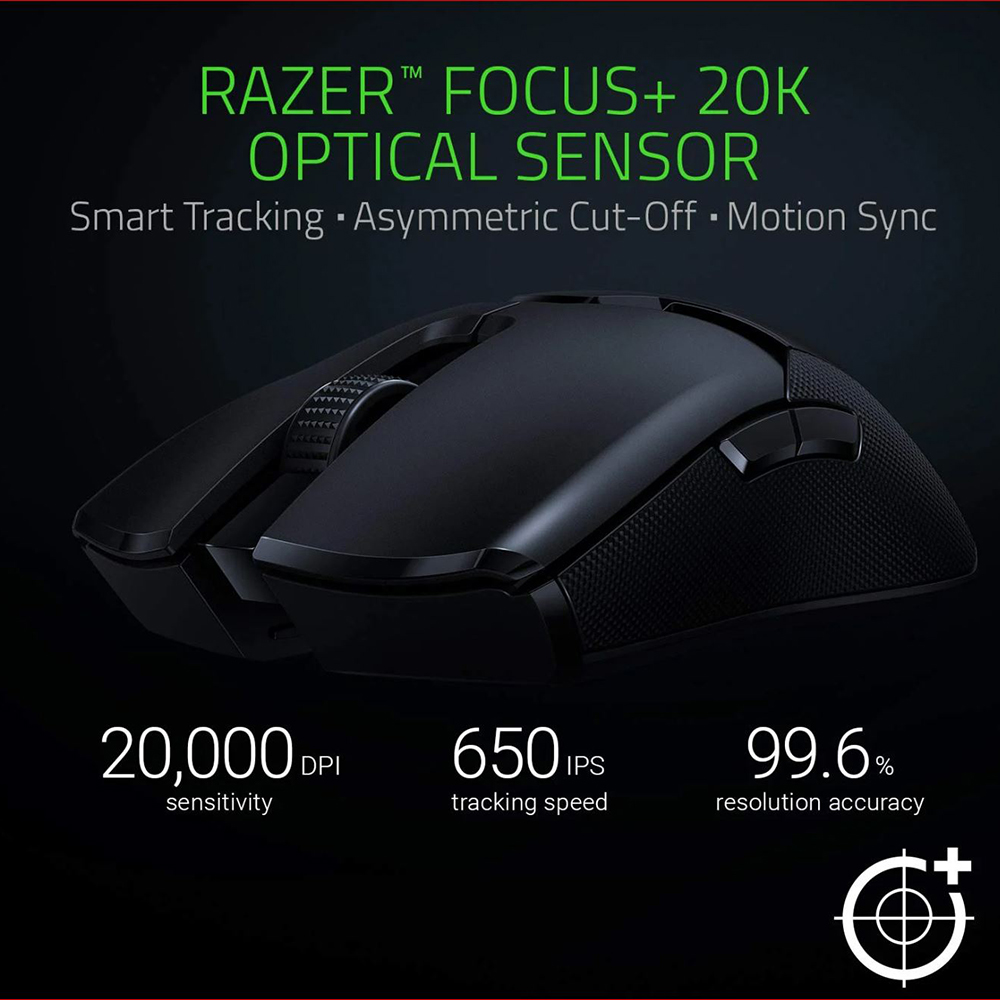 RAZER™ FOCUS+ 20K
OPTICAL SENSOR
Smart Tracking · Asymmetric Cut-Off · Motion Sync
20,000 DPI
sensitivity
650 IPS
tracking speed
99.6 %
resolution accuracy